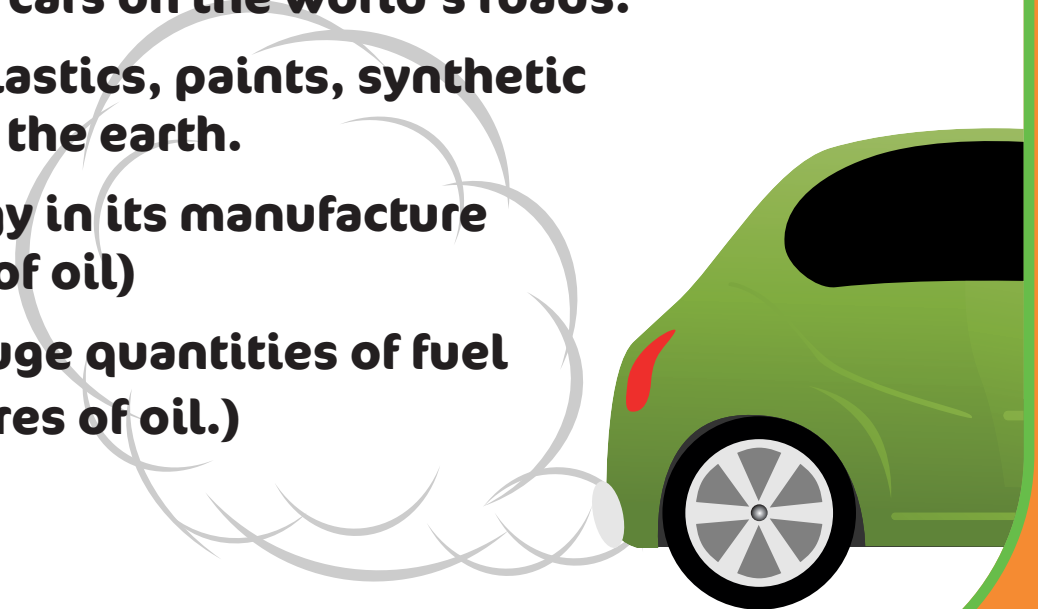 cars on the world's roads.
lastics, paints, synthetic
the earth.
gy in its manufacture
of oil)
uge quantities of fuel
res of oil.)